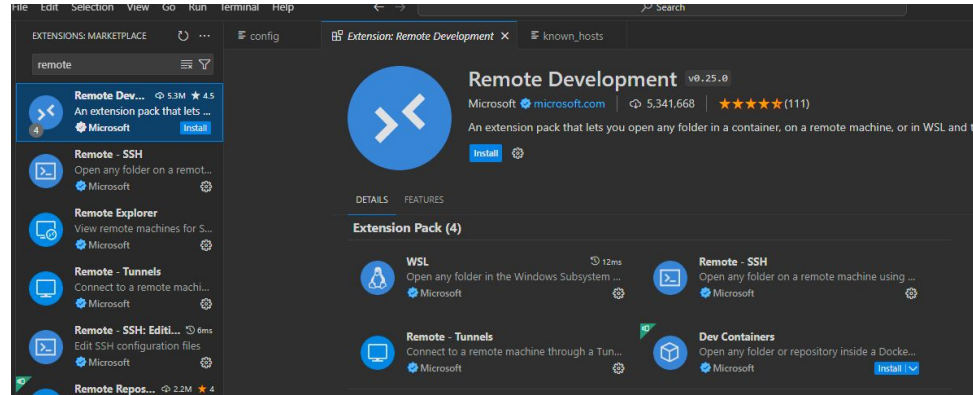 File Edit Selection View Go Run Terminal Help
Search
EXTENSIONS: MARKETPLACE
remote
Remote Dev... 5.3M ★ 4.5
An extension pack that lets ...
Microsoft Install
4
Remote - SSH
Open any folder on a remot...
Microsoft
Remote Explorer
View remote machines for S...
Microsoft
Remote - Tunnels
Connect to a remote machi...
Microsoft
Remote - SSH: Editi... 6ms
Edit SSH configuration files
Microsoft
Remote Repos... 2.2M ★ 4
config
Extension: Remote Development ×
known_hosts
Remote Development v0.25.0
Microsoft microsoft.com | 5,341,668 | ★★★★★(111)
An extension pack that lets you open any folder in a container, on a remote machine, or in WSL and t
Install
DETAILS FEATURES
Extension Pack (4)
WSL 12ms
Open any folder in the Windows Subsystem ...
Microsoft
Remote - SSH
Open any folder on a remote machine using ...
Microsoft
Remote - Tunnels
Connect to a remote machine through a Tun...
Microsoft
Dev Containers
Open any folder or repository inside a Docke...
Microsoft Install